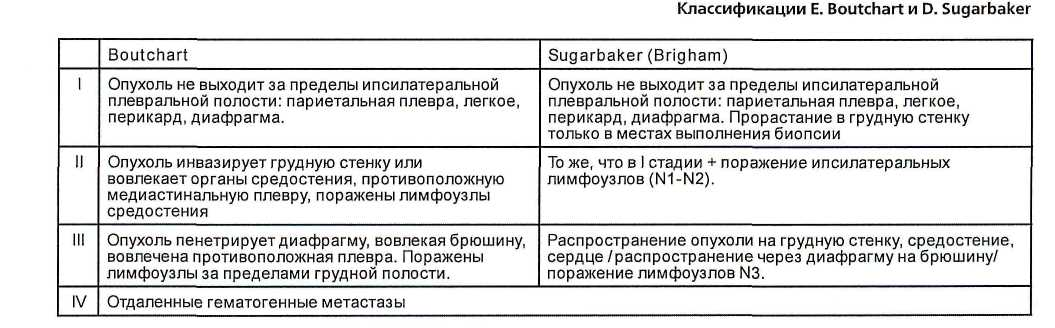 Классификации E. Boutchart и D. Sugarbaker
Boutchart
Sugarbaker (Brigham)
I
Опухоль не выходит за пределы ипсилатеральной
плевральной полости: париетальная плевра, легкое,
перикард, диафрагма.
Опухоль не выходит за пределы ипсилатеральной
плевральной полости: париетальная плевра, легкое,
перикард, диафрагма. Прорастание в грудную стенку
только в местах выполнения биопсии
II
Опухоль инвазирует грудную стенку или
вовлекает органы средостения, противоположную
медиастинальную плевру, поражены лимфоузлы
средостения
То же, что в I стадии + поражение ипсилатеральных
лимфоузлов (N1-N2).
III
Опухоль пенетрирует диафрагму, вовлекая брюшину,
вовлечена противоположная плевра. Поражены
лимфоузлы за пределами грудной полости.
Распространение опухоли на грудную стенку, средостение,
сердце /распространение через диафрагму на брюшину/
поражение лимфоузлов N3.
IV
Отдаленные гематогенные метастазы